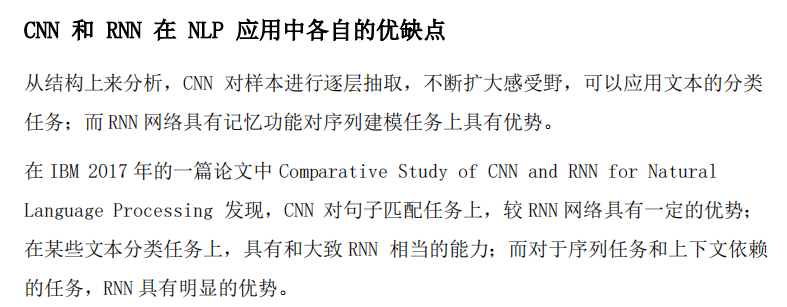 CNN 和 RNN 在 NLP 应用中各自的优缺点
从结构上来分析，CNN 对样本进行逐层抽取，不断扩大感受野，可以应用文本的分类
任务；而 RNN 网络具有记忆功能对序列建模任务上具有优势。
在 IBM 2017 年的一篇论文中 Comparative Study of CNN and RNN for Natural
Language Processing 发现，CNN 对句子匹配任务上，较 RNN 网络具有一定的优势；
在某些文本分类任务上，具有和大致 RNN 相当的能力；而对于序列任务和上下文依赖
的任务，RNN 具有明显的优势。